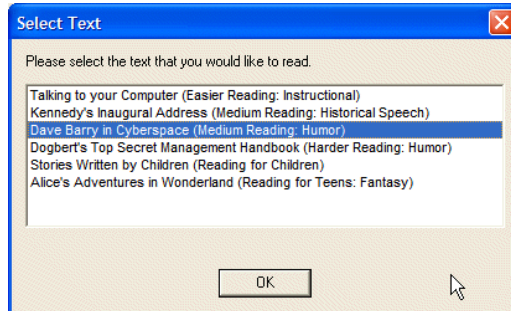 Select Text
Please select the text that you would like to read.
Talking to your Computer (Easier Reading: Instructional)
Kennedy's Inaugural Address (Medium Reading: Historical Speech)
Dave Barry in Cyberspace (Medium Reading: Humor)
Dogbert's Top Secret Management Handbook (Harder Reading: Humor)
Stories Written by Children (Reading for Children)
Alice's Adventures in Wonderland (Reading for Teens: Fantasy)
OK